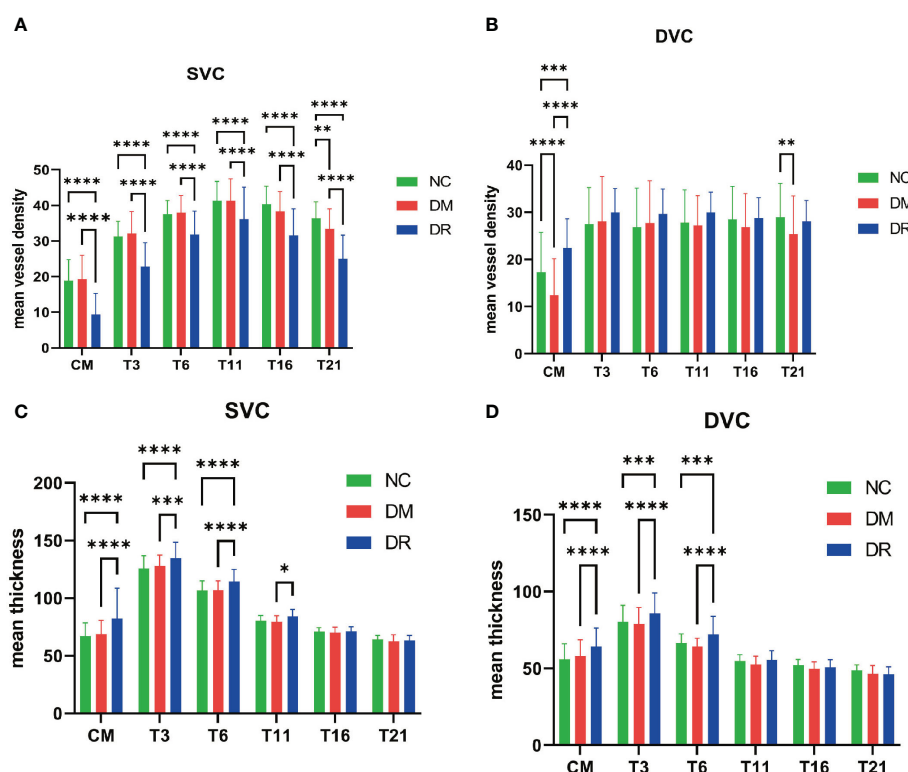 A
SVC
**** **** **** **** **** ****
**** **** **** **** ** ****
**** ****
mean vessel density
50
40
30
20
10
0
CM T3 T6 T11 T16 T21
NC
DM
DR
B
DVC
***
****
****
**
mean vessel density
40
30
20
10
0
CM T3 T6 T11 T16 T21
NC
DM
DR
C
SVC
**** ****
**** *** ****
**** *
mean thickness
200
150
100
50
0
CM T3 T6 T11 T16 T21
NC
DM
DR
D
DVC
*** ***
**** ****
**** ****
mean thickness
150
100
50
0
CM T3 T6 T11 T16 T21
NC
DM
DR